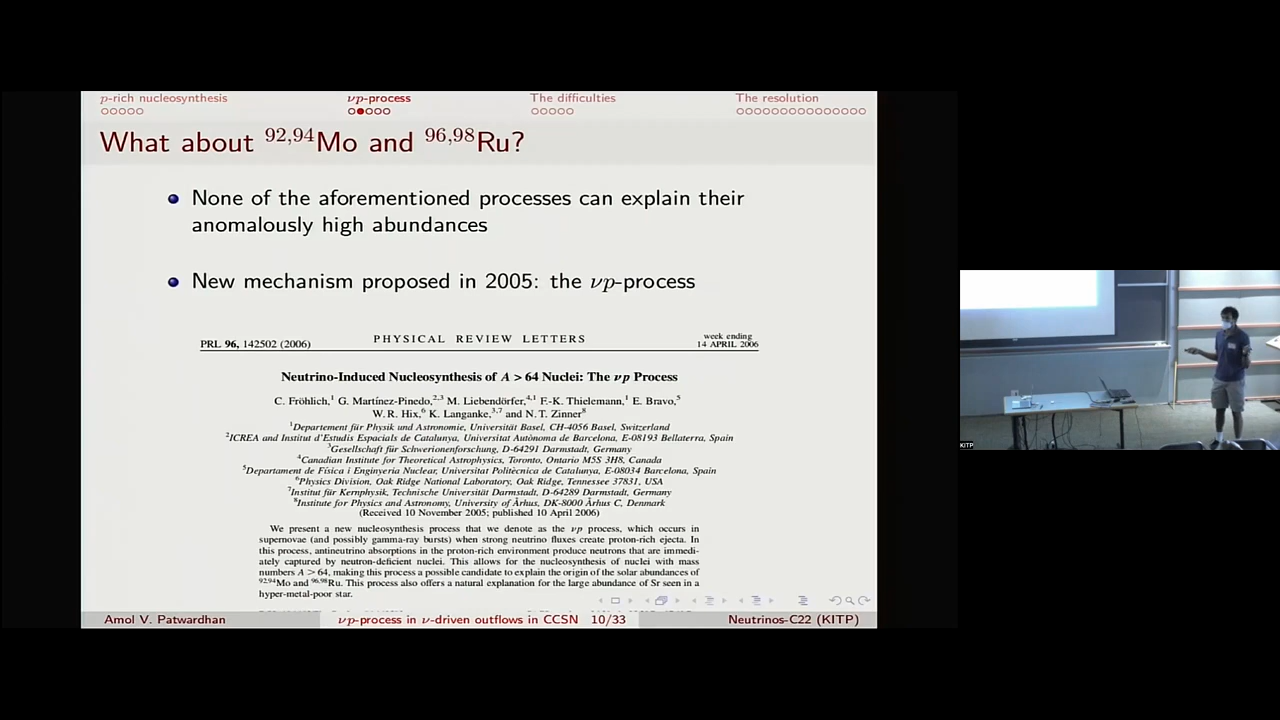 p-rich nucleosynthesis νp-process The difficulties The resolution
What about ⁹²,⁹⁴Mo and ⁹⁶,⁹⁸Ru?
None of the aforementioned processes can explain their
anomalously high abundances
New mechanism proposed in 2005: the νp-process
PRL 96, 142502 (2006) PHYSICAL REVIEW LETTERS week ending
14 APRIL 2006
Neutrino-Induced Nucleosynthesis of A > 64 Nuclei: The νp Process
C. Fröhlich,¹ G. Martínez-Pinedo,²,³ M. Liebendörfer,⁴,¹ F.-K. Thielemann,¹ E. Bravo,⁵
W. R. Hix,⁶ K. Langanke,³,⁷ and N. T. Zinner⁸
¹Departement für Physik und Astronomie, Universität Basel, CH-4056 Basel, Switzerland
²ICREA and Institut d'Estudis Espacials de Catalunya, Universitat Autònoma de Barcelona, E-08193 Bellaterra, Spain
³Gesellschaft für Schwerionenforschung, D-64291 Darmstadt, Germany
⁴Canadian Institute for Theoretical Astrophysics, Toronto, Ontario M5S 3H8, Canada
⁵Departament de Física i Enginyeria Nuclear, Universitat Politècnica de Catalunya, E-08034 Barcelona, Spain
⁶Physics Division, Oak Ridge National Laboratory, Oak Ridge, Tennessee 37831, USA
⁷Institut für Kernphysik, Technische Universität Darmstadt, D-64289 Darmstadt, Germany
⁸Institute for Physics and Astronomy, University of Århus, DK-8000 Århus C, Denmark
(Received 10 November 2005; published 10 April 2006)
We present a new nucleosynthesis process that we denote as the νp process, which occurs in
supernovae (and possibly gamma-ray bursts) when strong neutrino fluxes create proton-rich ejecta. In
this process, antineutrino absorptions in the proton-rich environment produce neutrons that are immedi-
ately captured by neutron-deficient nuclei. This allows for the nucleosynthesis of nuclei with mass
numbers A > 64, making this process a possible candidate to explain the origin of the solar abundances of
⁹²,⁹⁴Mo and ⁹⁶,⁹⁸Ru. This process also offers a natural explanation for the large abundance of Sr seen in a
hyper-metal-poor star.
Amol V. Patwardhan νp-process in ν-driven outflows in CCSN 10/33 Neutrinos-C22 (KITP)
KITP